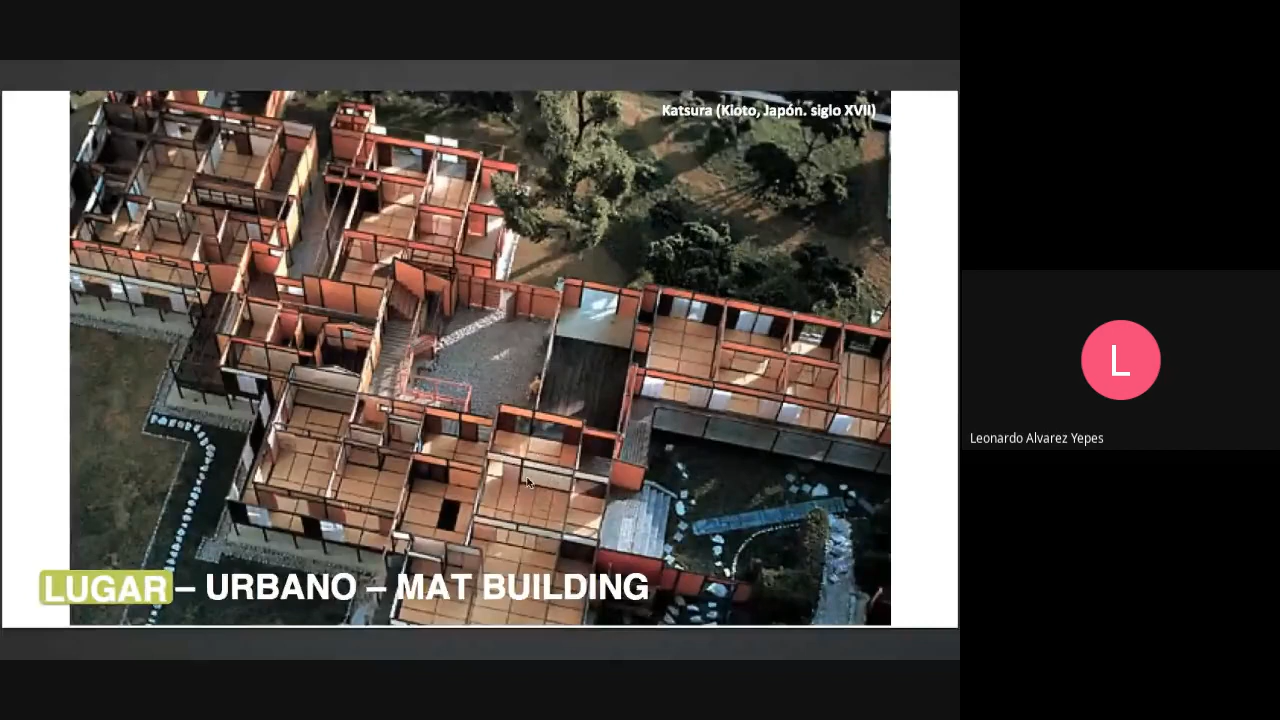 Katsura (Kioto, Japón. siglo XVII)
LUGAR – URBANO – MAT BUILDING
L
Leonardo Alvarez Yepes